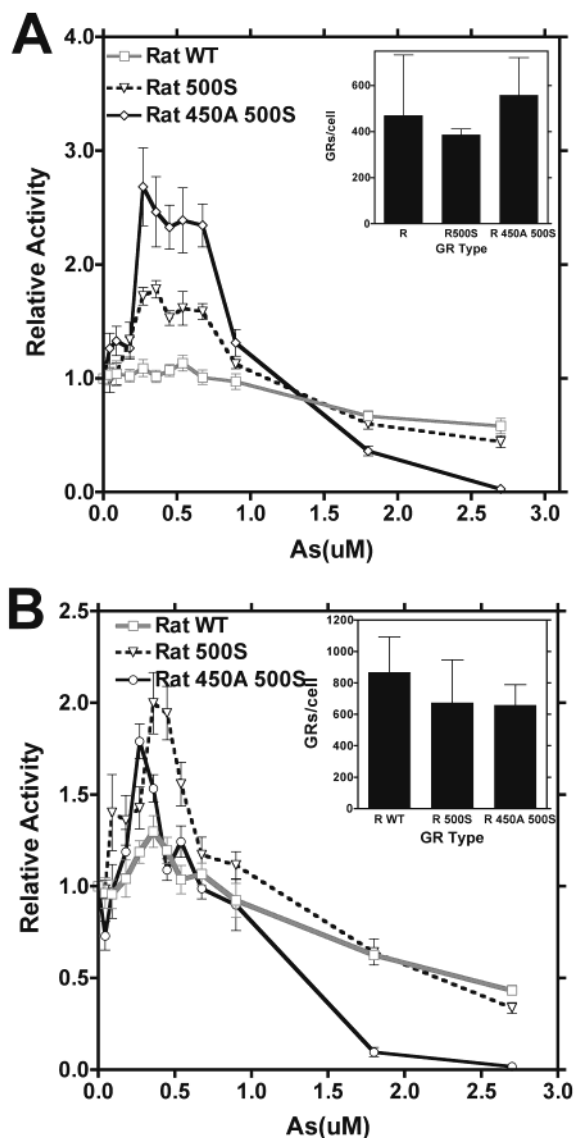 A
4.0
3.0
2.0
1.0
0.0
Relative Activity
Rat WT
Rat 500S
Rat 450A 500S
600
400
200
0
GRs/cell
R
R500S
R 450A 500S
GR Type
0.0
0.5
1.0
1.5
2.0
2.5
3.0
As(uM)
B
2.5
2.0
1.5
1.0
0.5
0.0
Relative Activity
Rat WT
Rat 500S
Rat 450A 500S
1200
1000
800
600
400
200
0
GRs/cell
R WT
R 500S
R 450A 500S
GR Type
0.0
0.5
1.0
1.5
2.0
2.5
3.0
As(uM)